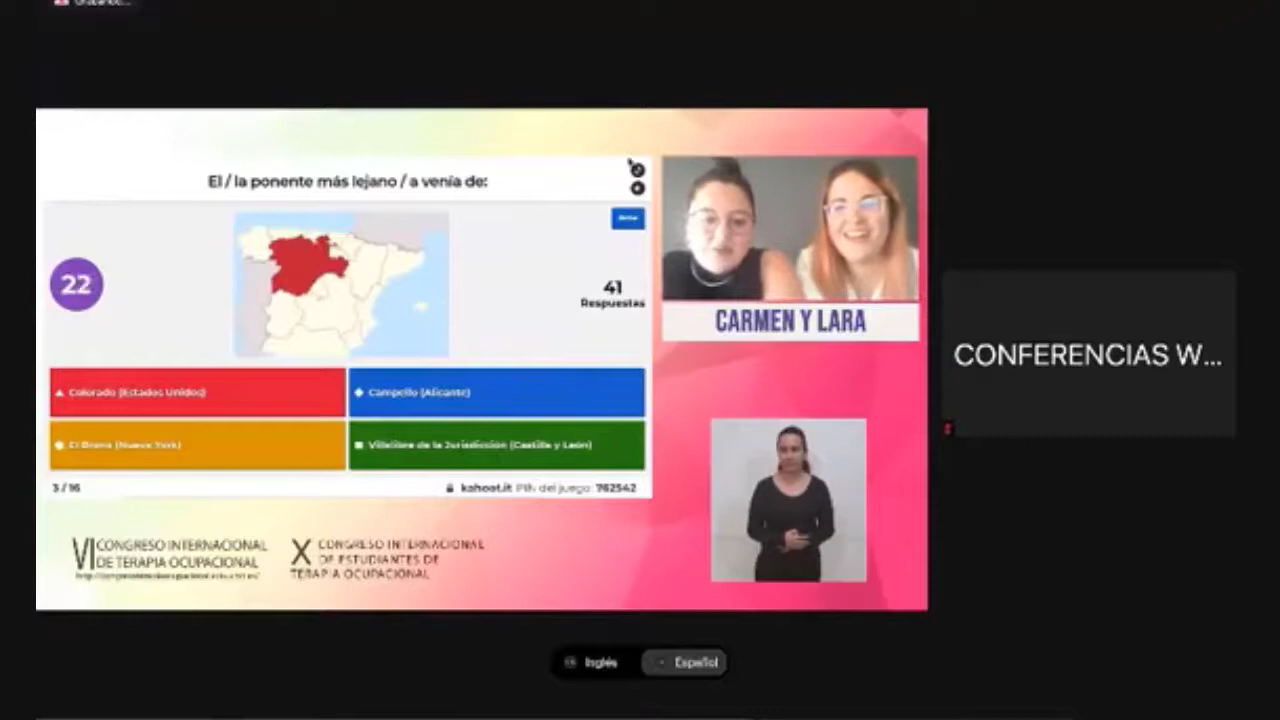 Grabando...
El / la ponente más lejano / a venía de:
22
41
Respuestas
Colorado (Estados Unidos)
Campello (Alicante)
El Bronx (Nueva York)
Villalibre de la Jurisdicción (Castilla y León)
3 / 16
kahoot.it PIN del juego: 762542
CARMEN Y LARA
CONFERENCIAS W...
VI CONGRESO INTERNACIONAL
DE TERAPIA OCUPACIONAL
X CONGRESO INTERNACIONAL
DE ESTUDIANTES DE
TERAPIA OCUPACIONAL
Inglés
Español